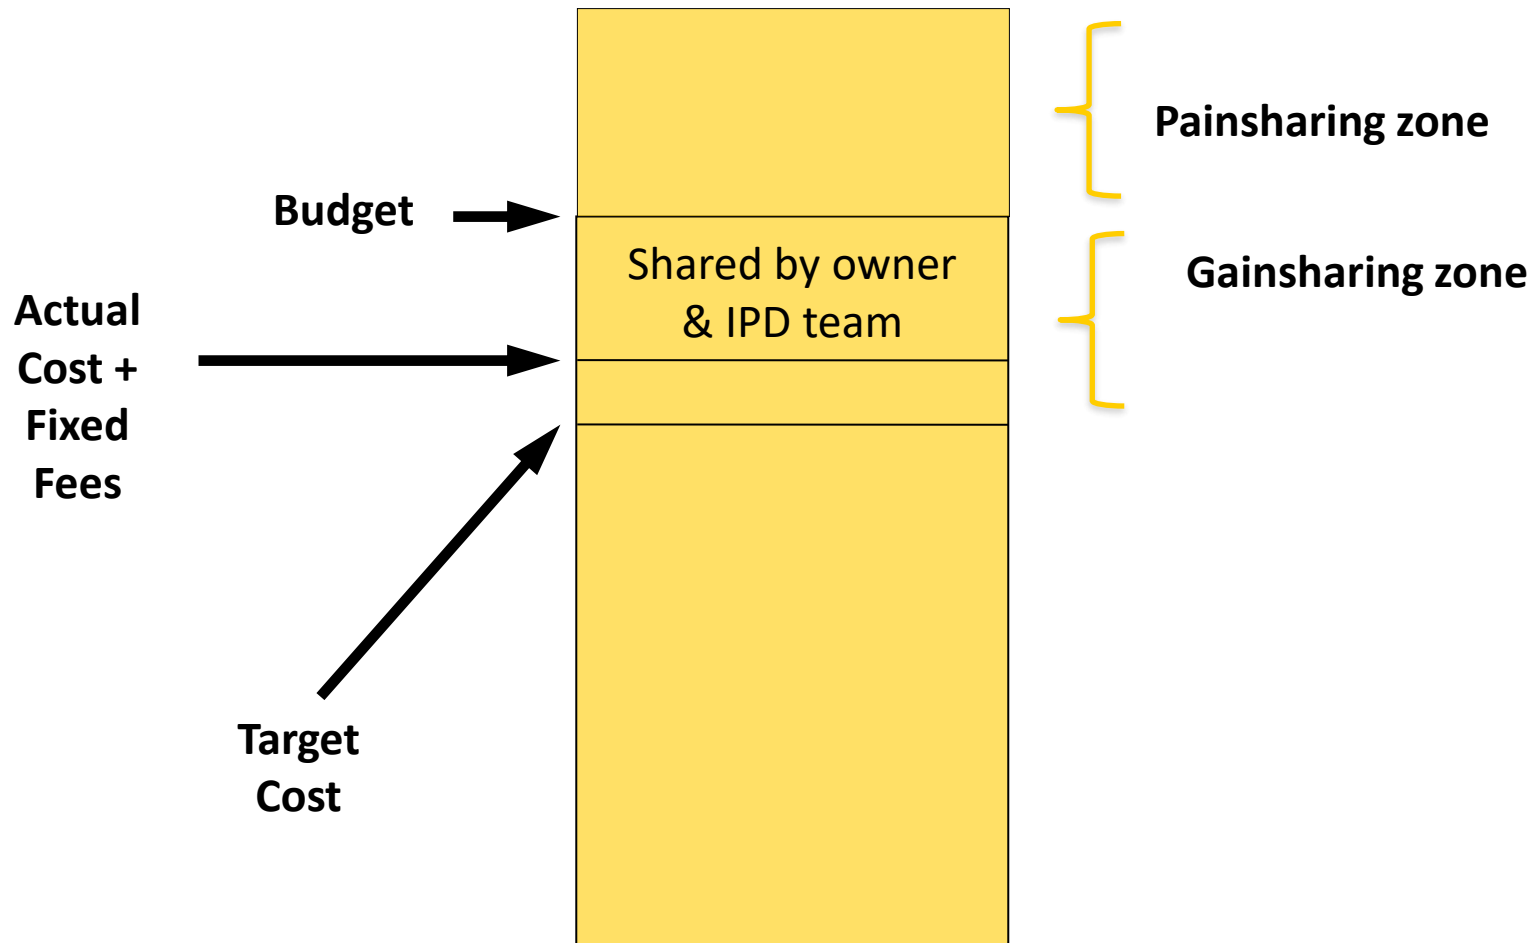 Painsharing zone
Budget
Shared by owner
& IPD team
Gainsharing zone
Actual
Cost +
Fixed
Fees
Target
Cost